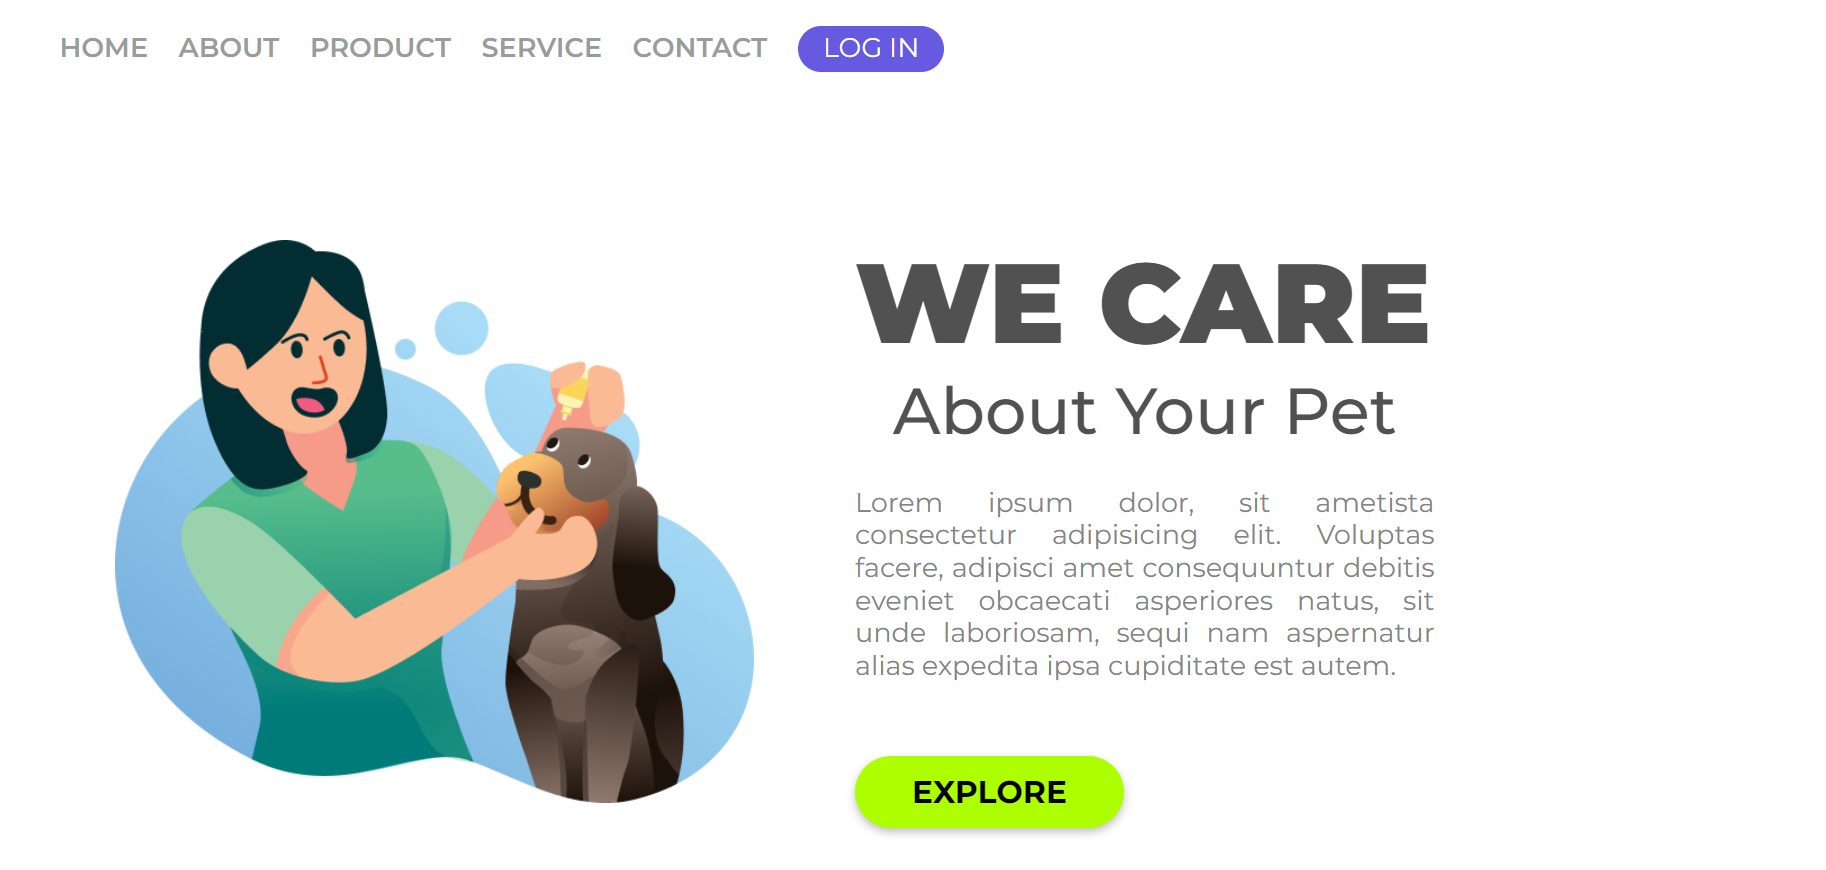 HOME ABOUT PRODUCT SERVICE CONTACT LOG IN
WE CARE
About Your Pet
Lorem ipsum dolor, sit ametista
consectetur adipisicing elit. Voluptas
facere, adipisci amet consequuntur debitis
eveniet obcaecati asperiores natus, sit
unde laboriosam, sequi nam aspernatur
alias expedita ipsa cupiditate est autem.
EXPLORE